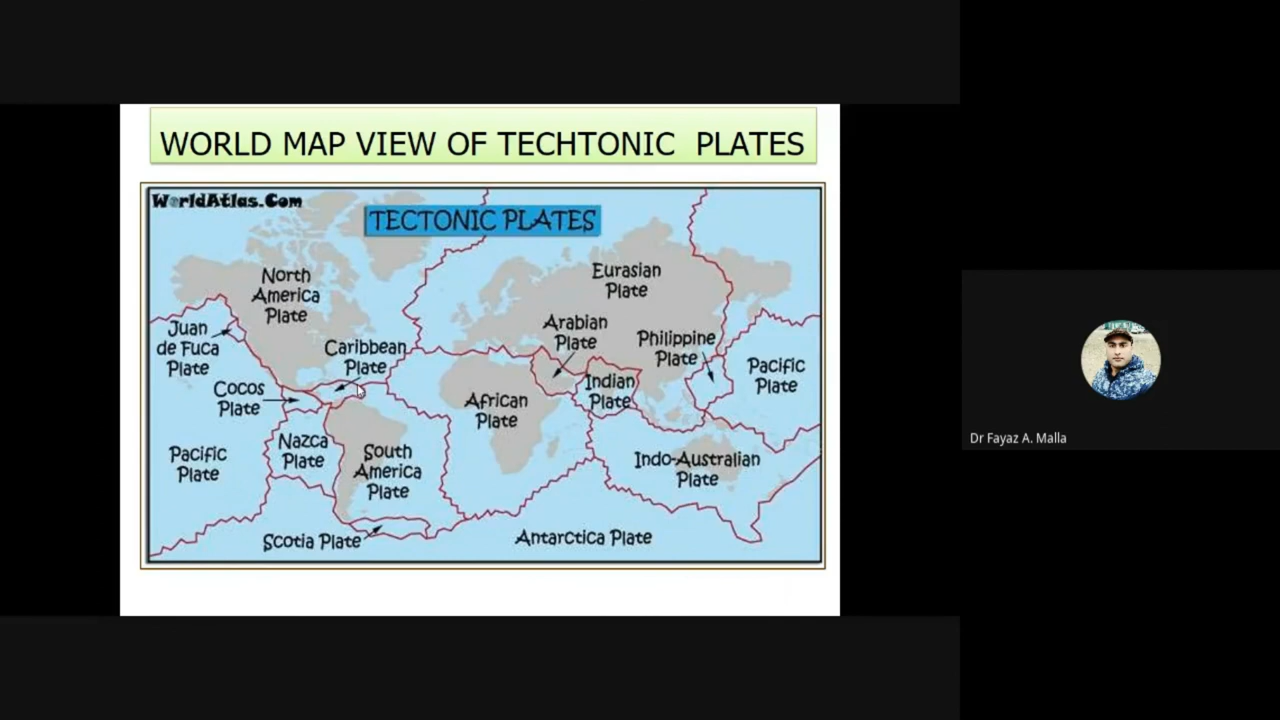 WORLD MAP VIEW OF TECHTONIC PLATES
WorldAtlas.Com
TECTONIC PLATES
North
America
Plate
Eurasian
Plate
Juan
de Fuca
Plate
Caribbean
Plate
Arabian
Plate
Philippine
Plate
Pacific
Plate
Cocos
Plate
Indian
Plate
African
Plate
Pacific
Plate
Nazca
Plate
South
America
Plate
Indo-Australian
Plate
Scotia Plate
Antarctica Plate
Dr Fayaz A. Malla